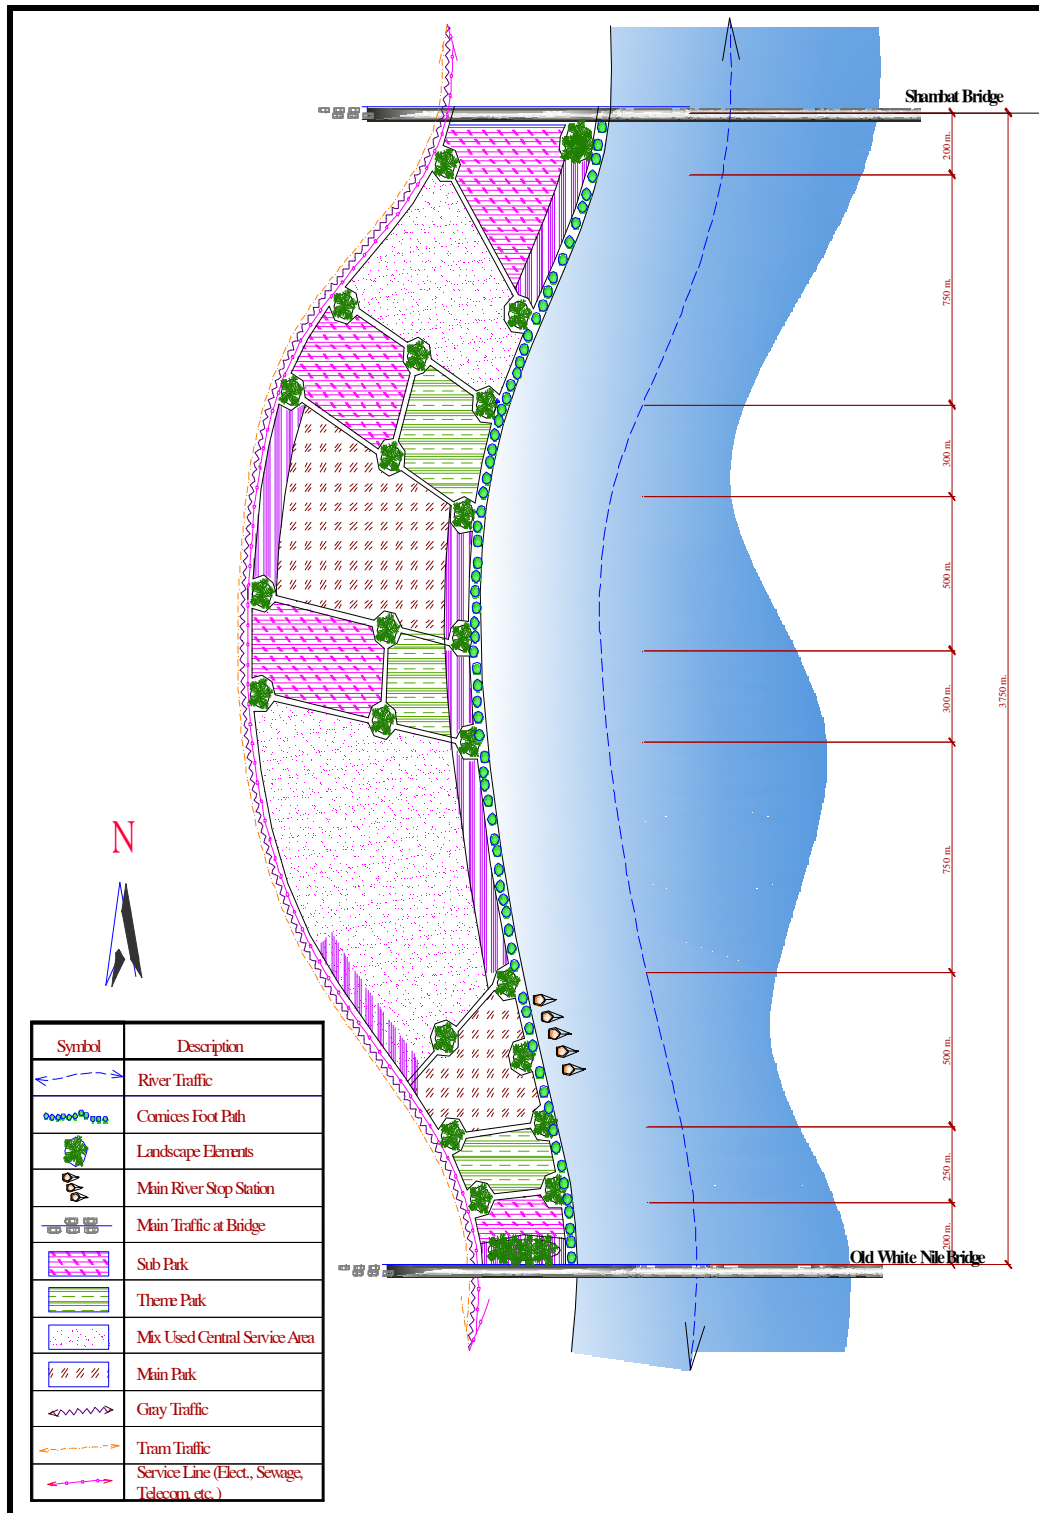 Shambat Bridge
200 m.
750 m.
300 m.
500 m.
300 m.
3750 m.
750 m.
500 m.
250 m.
200 m.
Old White Nile Bridge
N
Symbol Description
River Traffic
Cornices Foot Path
Landscape Elements
Main River Stop Station
Main Traffic at Bridge
Sub Park
Theme Park
Mix Used Central Service Area
Main Park
Gray Traffic
Tram Traffic
Service Line (Elect., Sewage,
Telecom, etc. )